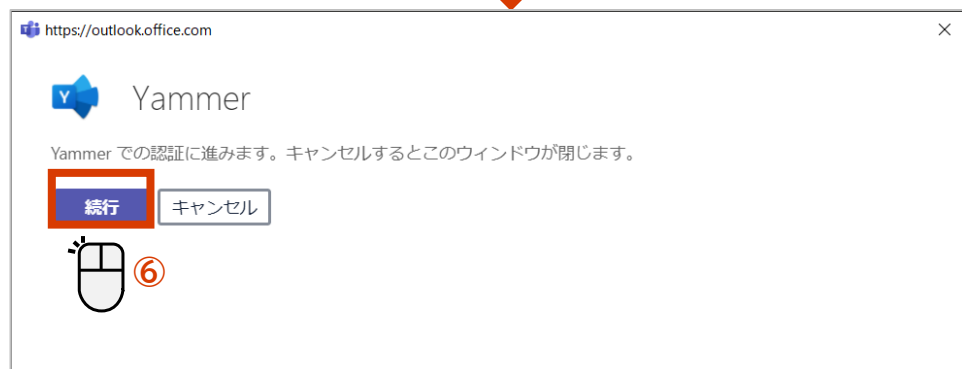 https://outlook.office.com
Y Yammer
Yammer での認証に進みます。キャンセルするとこのウィンドウが閉じます。
続行 キャンセル
⑥